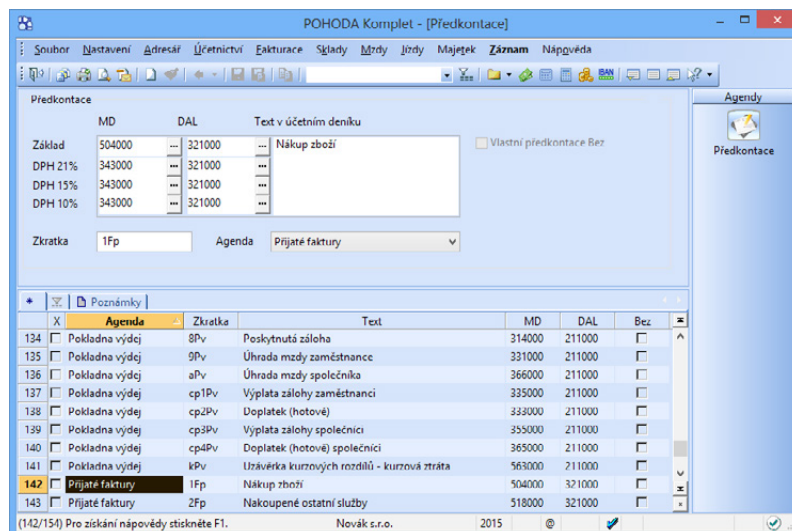 POHODA Komplet - [Předkontace]
Soubor Nastavení Adresář Účetnictví Fakturace Sklady Mzdy Jízdy Majetek Záznam Nápověda
Předkontace
Agendy
Předkontace
MD DAL Text v účetním deníku
Základ 504000 ... 321000 ... Nákup zboží
Vlastní předkontace Bez
DPH 21% 343000 ... 321000 ...
DPH 15% 343000 ... 321000 ...
DPH 10% 343000 ... 321000 ...
Zkratka 1Fp Agenda Přijaté faktury
* Poznámky
X Agenda Zkratka Text MD DAL Bez
134 Pokladna výdej 8Pv Poskytnutá záloha 314000 211000
135 Pokladna výdej 9Pv Úhrada mzdy zaměstnance 331000 211000
136 Pokladna výdej aPv Úhrada mzdy společníka 366000 211000
137 Pokladna výdej cp1Pv Výplata zálohy zaměstnanci 335000 211000
138 Pokladna výdej cp2Pv Doplatek (hotově) 333000 211000
139 Pokladna výdej cp3Pv Výplata zálohy společníci 355000 211000
140 Pokladna výdej cp4Pv Doplatek (hotově) společníci 365000 211000
141 Pokladna výdej kPv Uzávěrka kurzových rozdílů - kurzová ztráta 563000 211000
142 Přijaté faktury 1Fp Nákup zboží 504000 321000
143 Přijaté faktury 2Fp Nakoupené ostatní služby 518000 321000
(142/154) Pro získání nápovědy stiskněte F1. Novák s.r.o. 2015 @